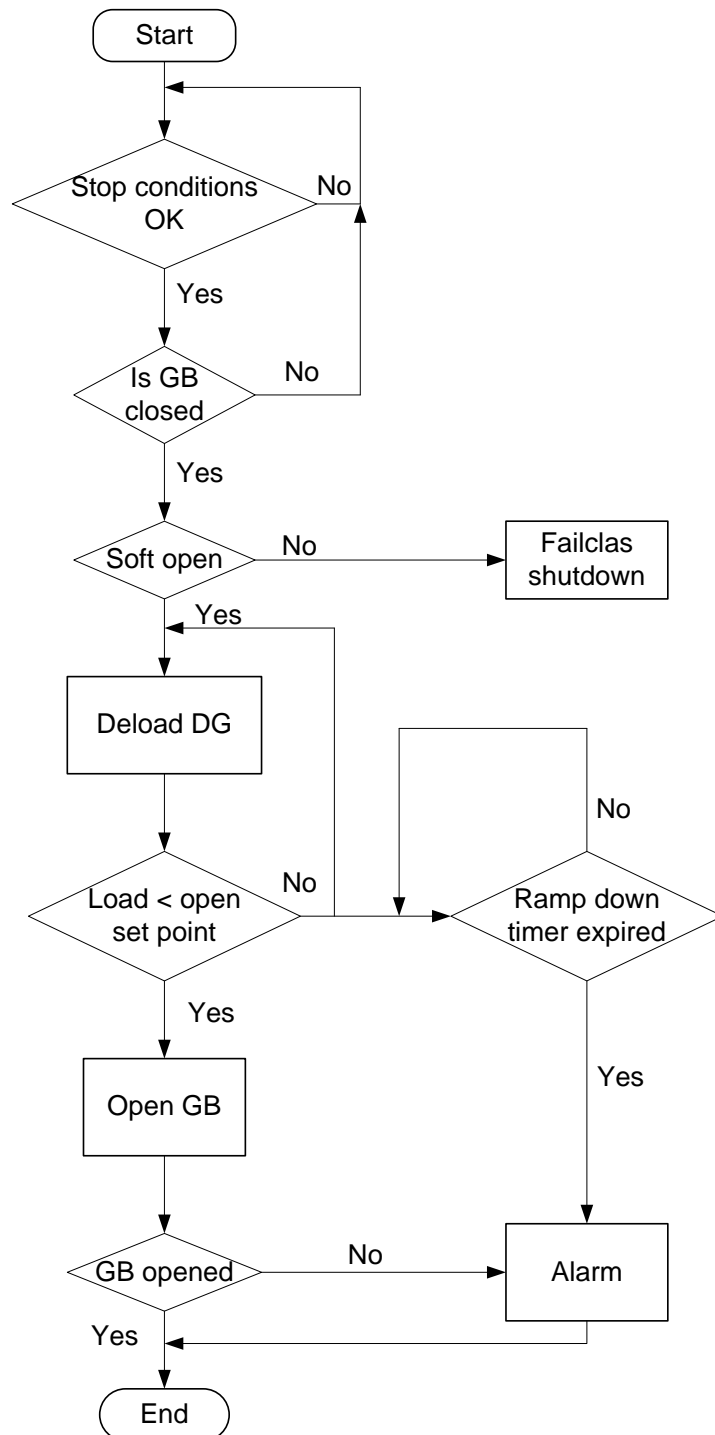 Start
Stop conditions
OK
No
Yes
Is GB
closed
No
Yes
Soft open
No
Failclas
shutdown
Yes
Deload DG
No
Load < open
set point
No
Ramp down
timer expired
Yes
Open GB
Yes
GB opened
No
Alarm
Yes
End